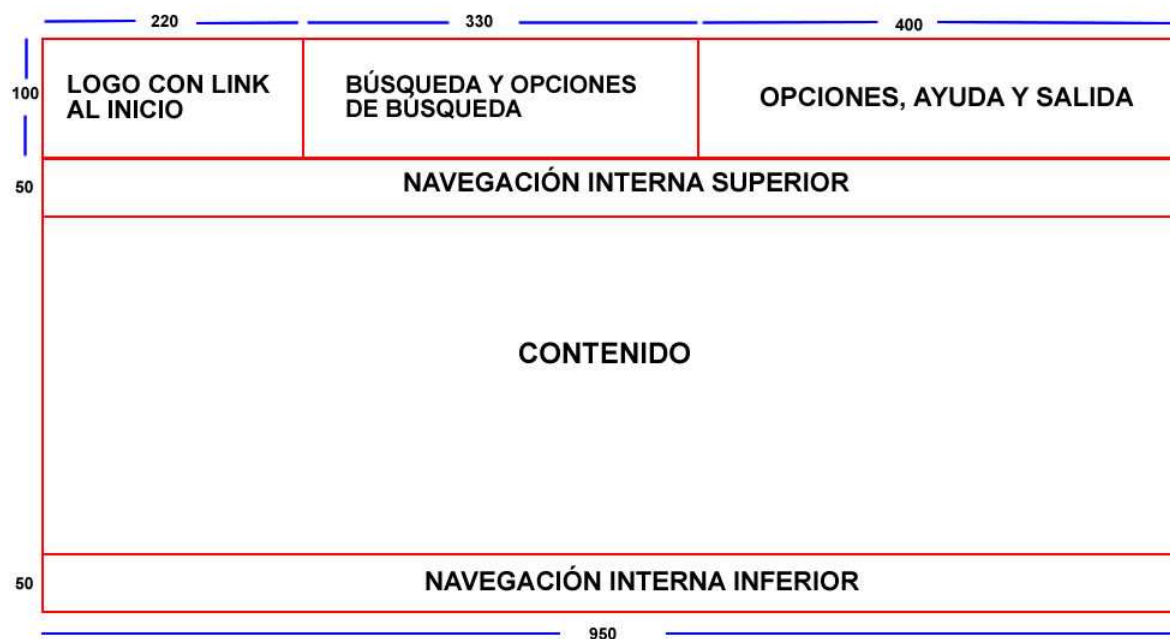 220
330
400
100
LOGO CON LINK
AL INICIO
BÚSQUEDA Y OPCIONES
DE BÚSQUEDA
OPCIONES, AYUDA Y SALIDA
50
NAVEGACIÓN INTERNA SUPERIOR
CONTENIDO
50
NAVEGACIÓN INTERNA INFERIOR
950